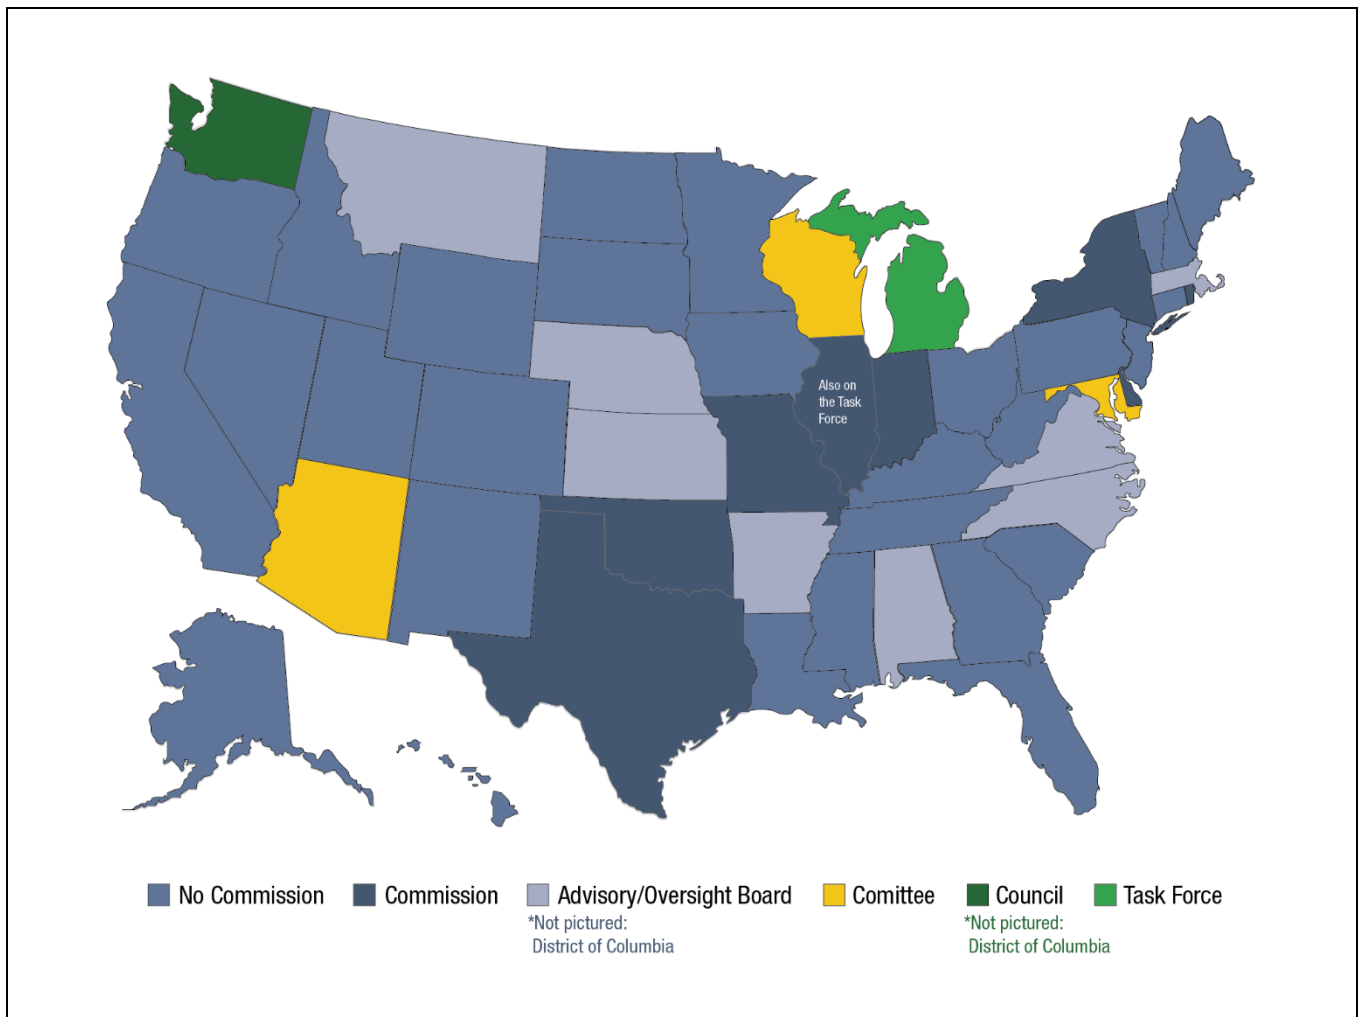 Also on
the Task
Force
No Commission
Commission
Advisory/Oversight Board
Comittee
Council
Task Force
*Not pictured:
District of Columbia
*Not pictured:
District of Columbia